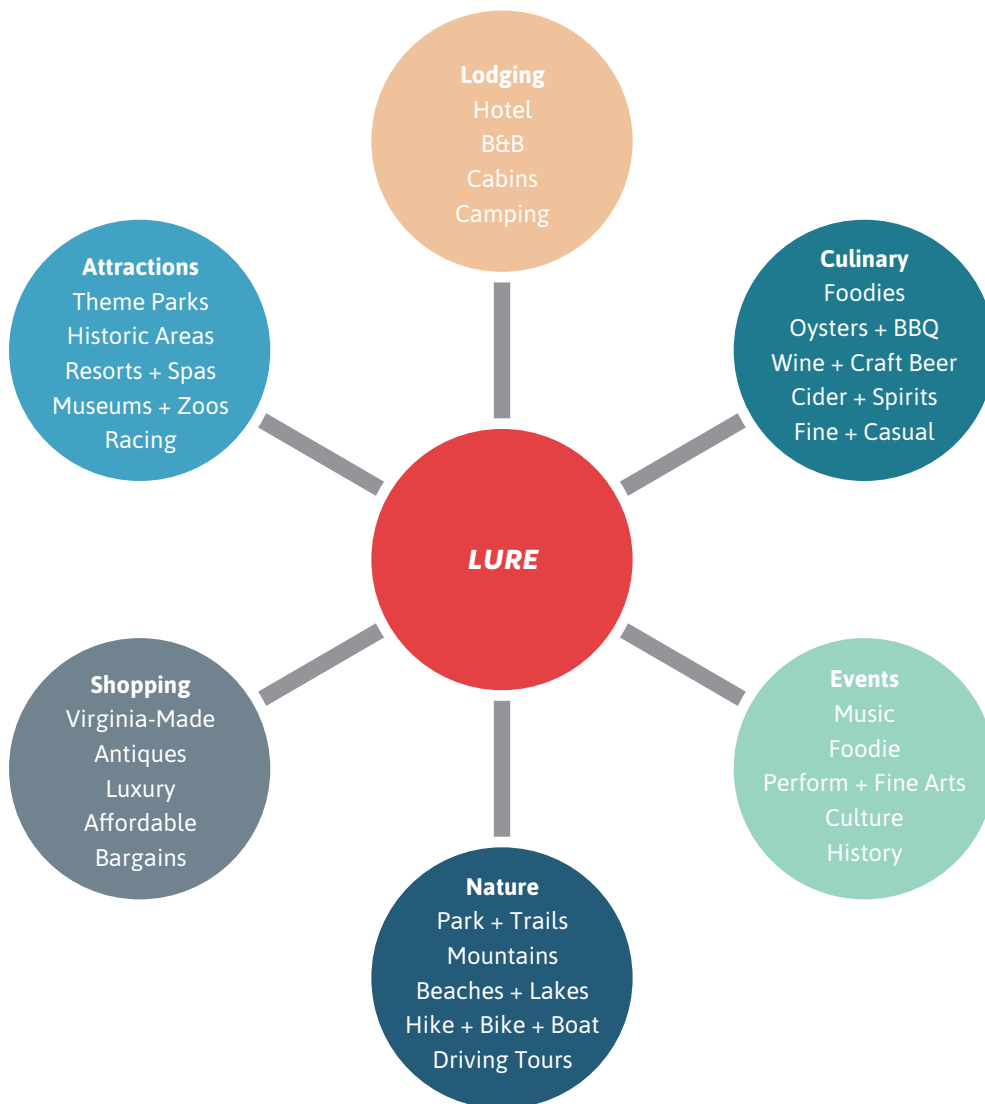 Lodging
Hotel
B&B
Cabins
Camping
Attractions
Theme Parks
Historic Areas
Resorts + Spas
Museums + Zoos
Racing
Culinary
Foodies
Oysters + BBQ
Wine + Craft Beer
Cider + Spirits
Fine + Casual
LURE
Shopping
Virginia-Made
Antiques
Luxury
Affordable
Bargains
Events
Music
Foodie
Perform + Fine Arts
Culture
History
Nature
Park + Trails
Mountains
Beaches + Lakes
Hike + Bike + Boat
Driving Tours